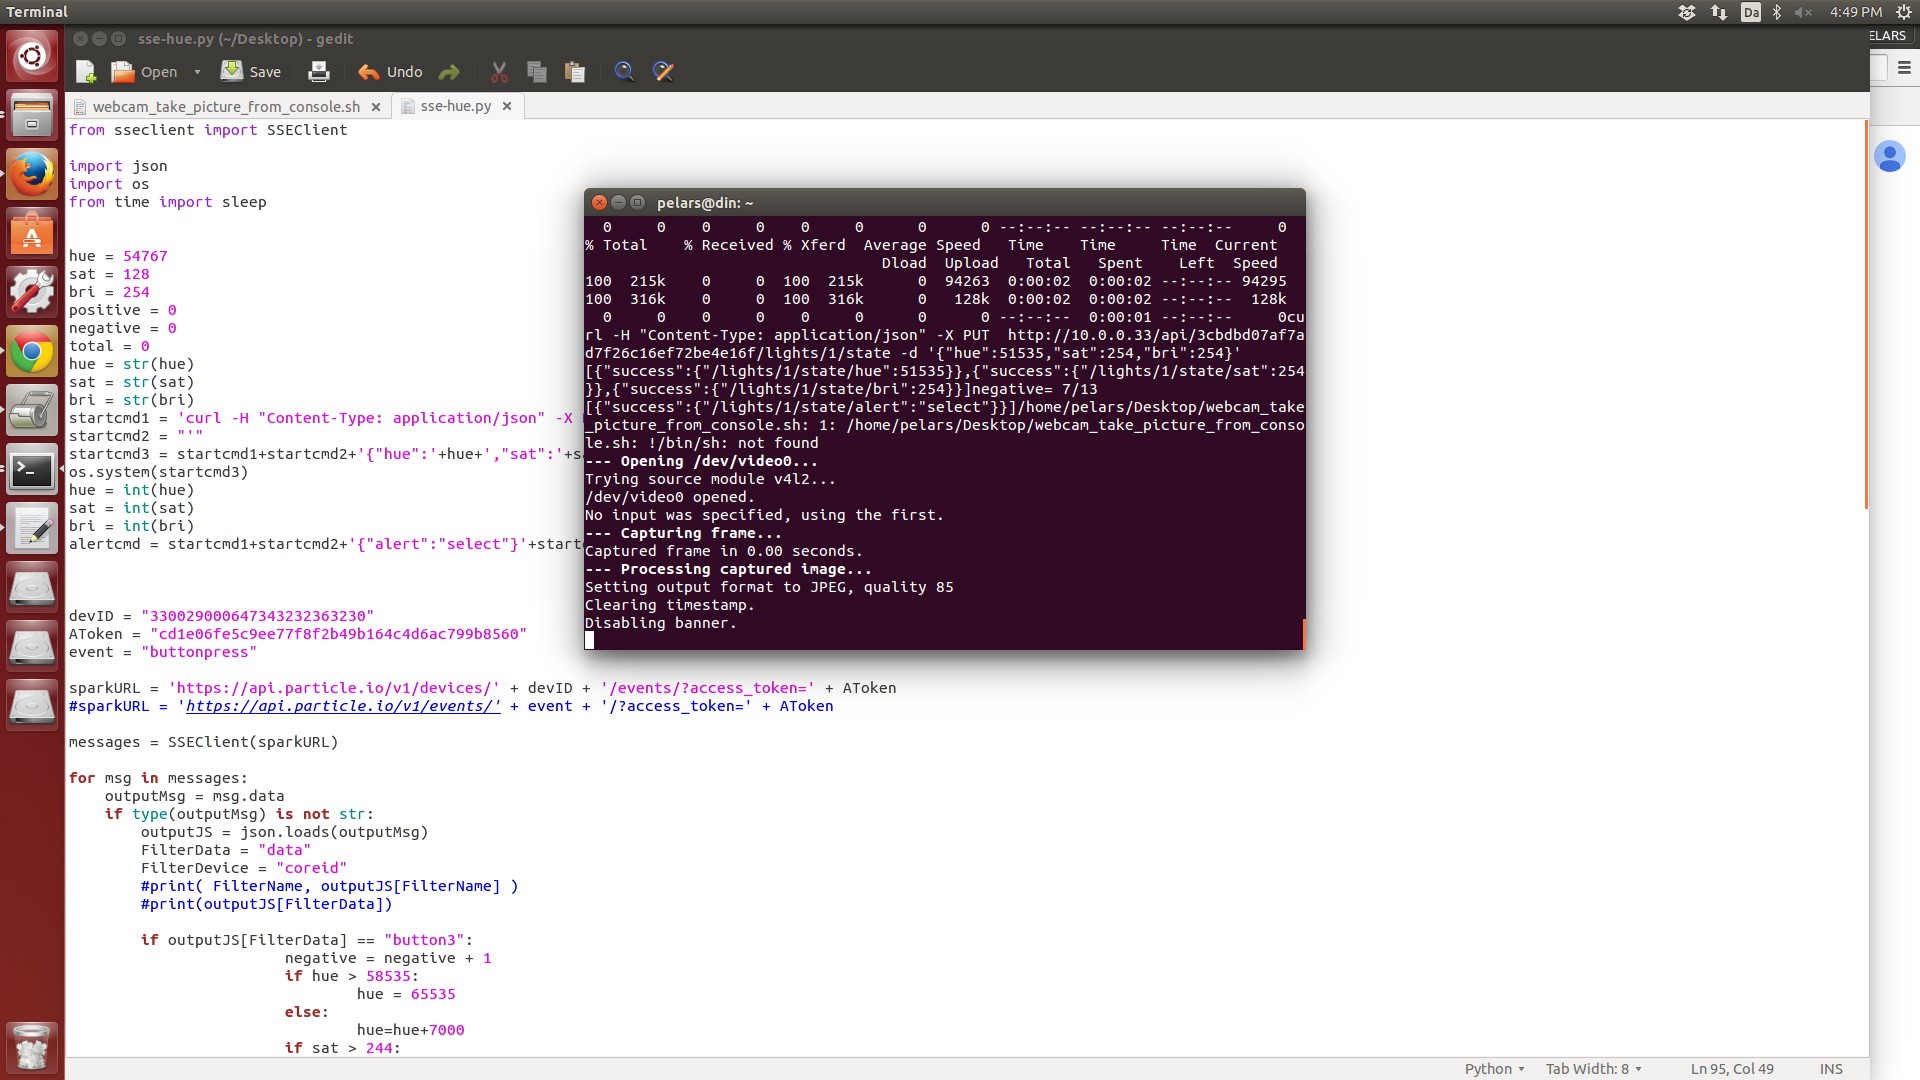 Terminal
Da
4:49 PM
sse-hue.py (~/Desktop) - gedit
ELARS
Open
Save
Undo
webcam_take_picture_from_console.sh
sse-hue.py
from sseclient import SSEClient
import json
import os
from time import sleep
hue = 54767
sat = 128
bri = 254
positive = 0
negative = 0
total = 0
hue = str(hue)
sat = str(sat)
bri = str(bri)
startcmd1 = 'curl -H "Content-Type: application/json" -X
startcmd2 = "'"
startcmd3 = startcmd1+startcmd2+'{"hue":'+hue+',"sat":'+s
os.system(startcmd3)
hue = int(hue)
sat = int(sat)
bri = int(bri)
alertcmd = startcmd1+startcmd2+'{"alert":"select"}'+start
devID = "330029000647343232363230"
AToken = "cd1e06fe5c9ee77f8f2b49b164c4d6ac799b8560"
event = "buttonpress"
sparkURL = 'https://api.particle.io/v1/devices/' + devID + '/events/?access_token=' + AToken
#sparkURL = 'https://api.particle.io/v1/events/' + event + '/?access_token=' + AToken
messages = SSEClient(sparkURL)
for msg in messages:
outputMsg = msg.data
if type(outputMsg) is not str:
outputJS = json.loads(outputMsg)
FilterData = "data"
FilterDevice = "coreid"
#print( FilterName, outputJS[FilterName] )
#print(outputJS[FilterData])
if outputJS[FilterData] == "button3":
negative = negative + 1
if hue > 58535:
hue = 65535
else:
hue=hue+7000
if sat > 244:
pelars@din: ~
0 0 0 0 0 0 0 0 --:--:-- --:--:-- --:--:-- 0
% Total % Received % Xferd Average Speed Time Time Time Current
Dload Upload Total Spent Left Speed
100 215k 0 0 100 215k 0 94263 0:00:02 0:00:02 --:--:-- 94295
100 316k 0 0 100 316k 0 128k 0:00:02 0:00:02 --:--:-- 128k
0 0 0 0 0 0 0 0 --:--:-- 0:00:01 --:--:-- 0cu
rl -H "Content-Type: application/json" -X PUT http://10.0.0.33/api/3cbdbd07af7a
d7f26c16ef72be4e16f/lights/1/state -d '{"hue":51535,"sat":254,"bri":254}'
[{"success":{"/lights/1/state/hue":51535}},{"success":{"/lights/1/state/sat":254
}},{"success":{"/lights/1/state/bri":254}}]negative= 7/13
[{"success":{"/lights/1/state/alert":"select"}}]/home/pelars/Desktop/webcam_take
_picture_from_console.sh: 1: /home/pelars/Desktop/webcam_take_picture_from_conso
le.sh: !/bin/sh: not found
--- Opening /dev/video0...
Trying source module v4l2...
/dev/video0 opened.
No input was specified, using the first.
--- Capturing frame...
Captured frame in 0.00 seconds.
--- Processing captured image...
Setting output format to JPEG, quality 85
Clearing timestamp.
Disabling banner.
Python
Tab Width: 8
Ln 95, Col 49
INS